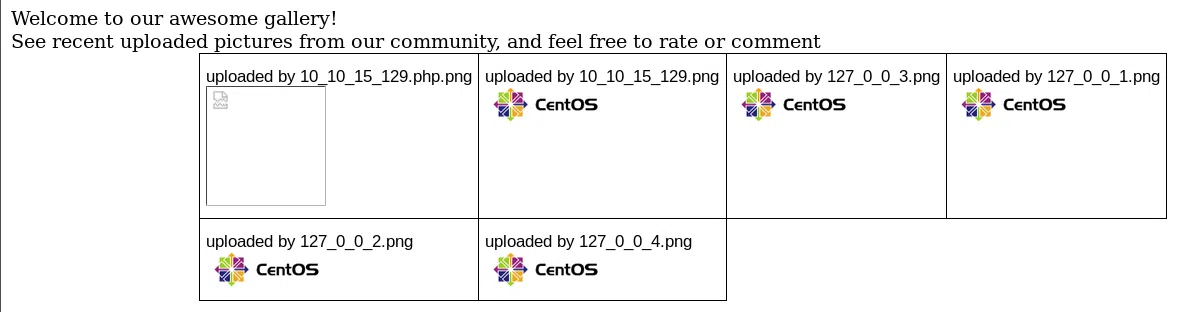 Welcome to our awesome gallery!
See recent uploaded pictures from our community, and feel free to rate or comment
uploaded by 10_10_15_129.php.png
uploaded by 10_10_15_129.png
uploaded by 127_0_0_3.png
uploaded by 127_0_0_1.png
CentOS
CentOS
CentOS
uploaded by 127_0_0_2.png
uploaded by 127_0_0_4.png
CentOS
CentOS